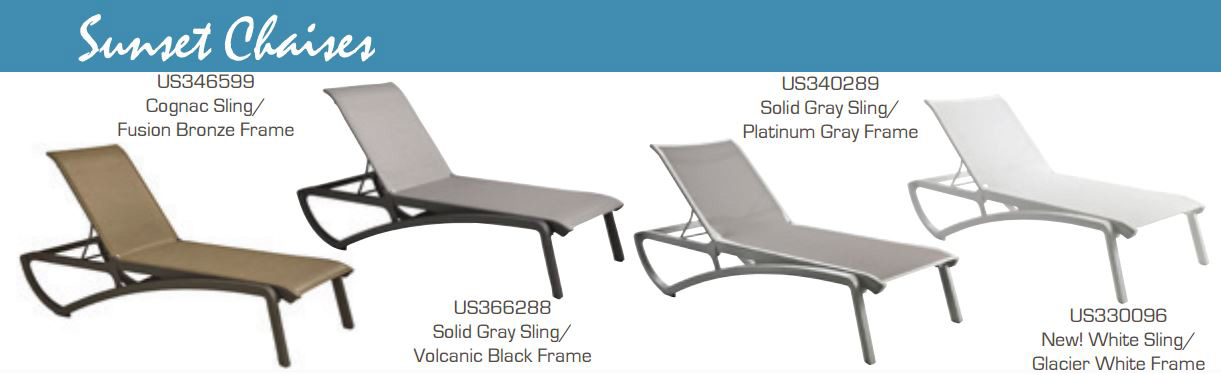 Sunset Chaises
US346599
Cognac Sling/
Fusion Bronze Frame
US366288
Solid Gray Sling/
Volcanic Black Frame
US340289
Solid Gray Sling/
Platinum Gray Frame
US330096
New! White Sling/
Glacier White Frame